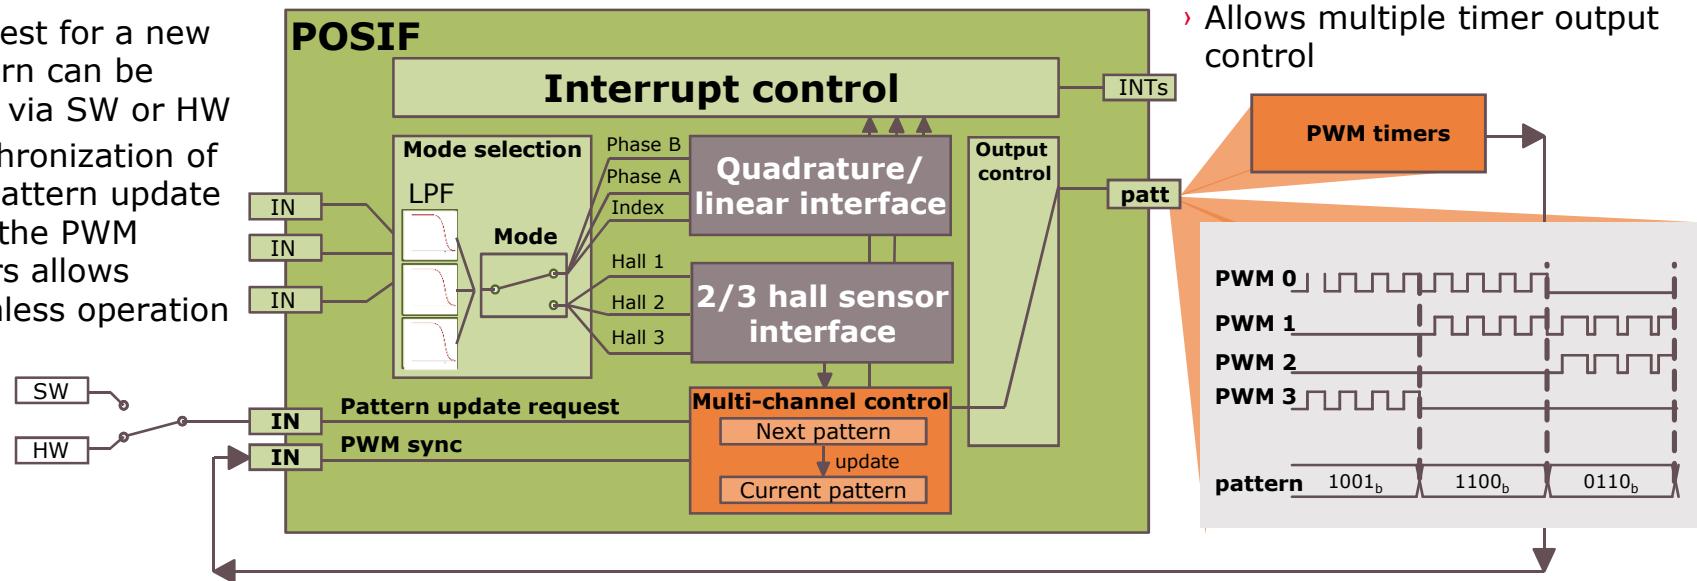 est for a new
rn can be
via SW or HW
hronization of
attern update
the PWM
rs allows
nless operation
SW
HW
IN
IN
IN
IN
IN
POSIF
Interrupt control
INTs
Mode selection
LPF
Mode
Phase B
Phase A
Index
Hall 1
Hall 2
Hall 3
Quadrature/
linear interface
2/3 hall sensor
interface
Output
control
patt
Pattern update request
PWM sync
Multi-channel control
Next pattern
update
Current pattern
› Allows multiple timer output
control
PWM timers
PWM 0
PWM 1
PWM 2
PWM 3
pattern 1001b 1100b 0110b